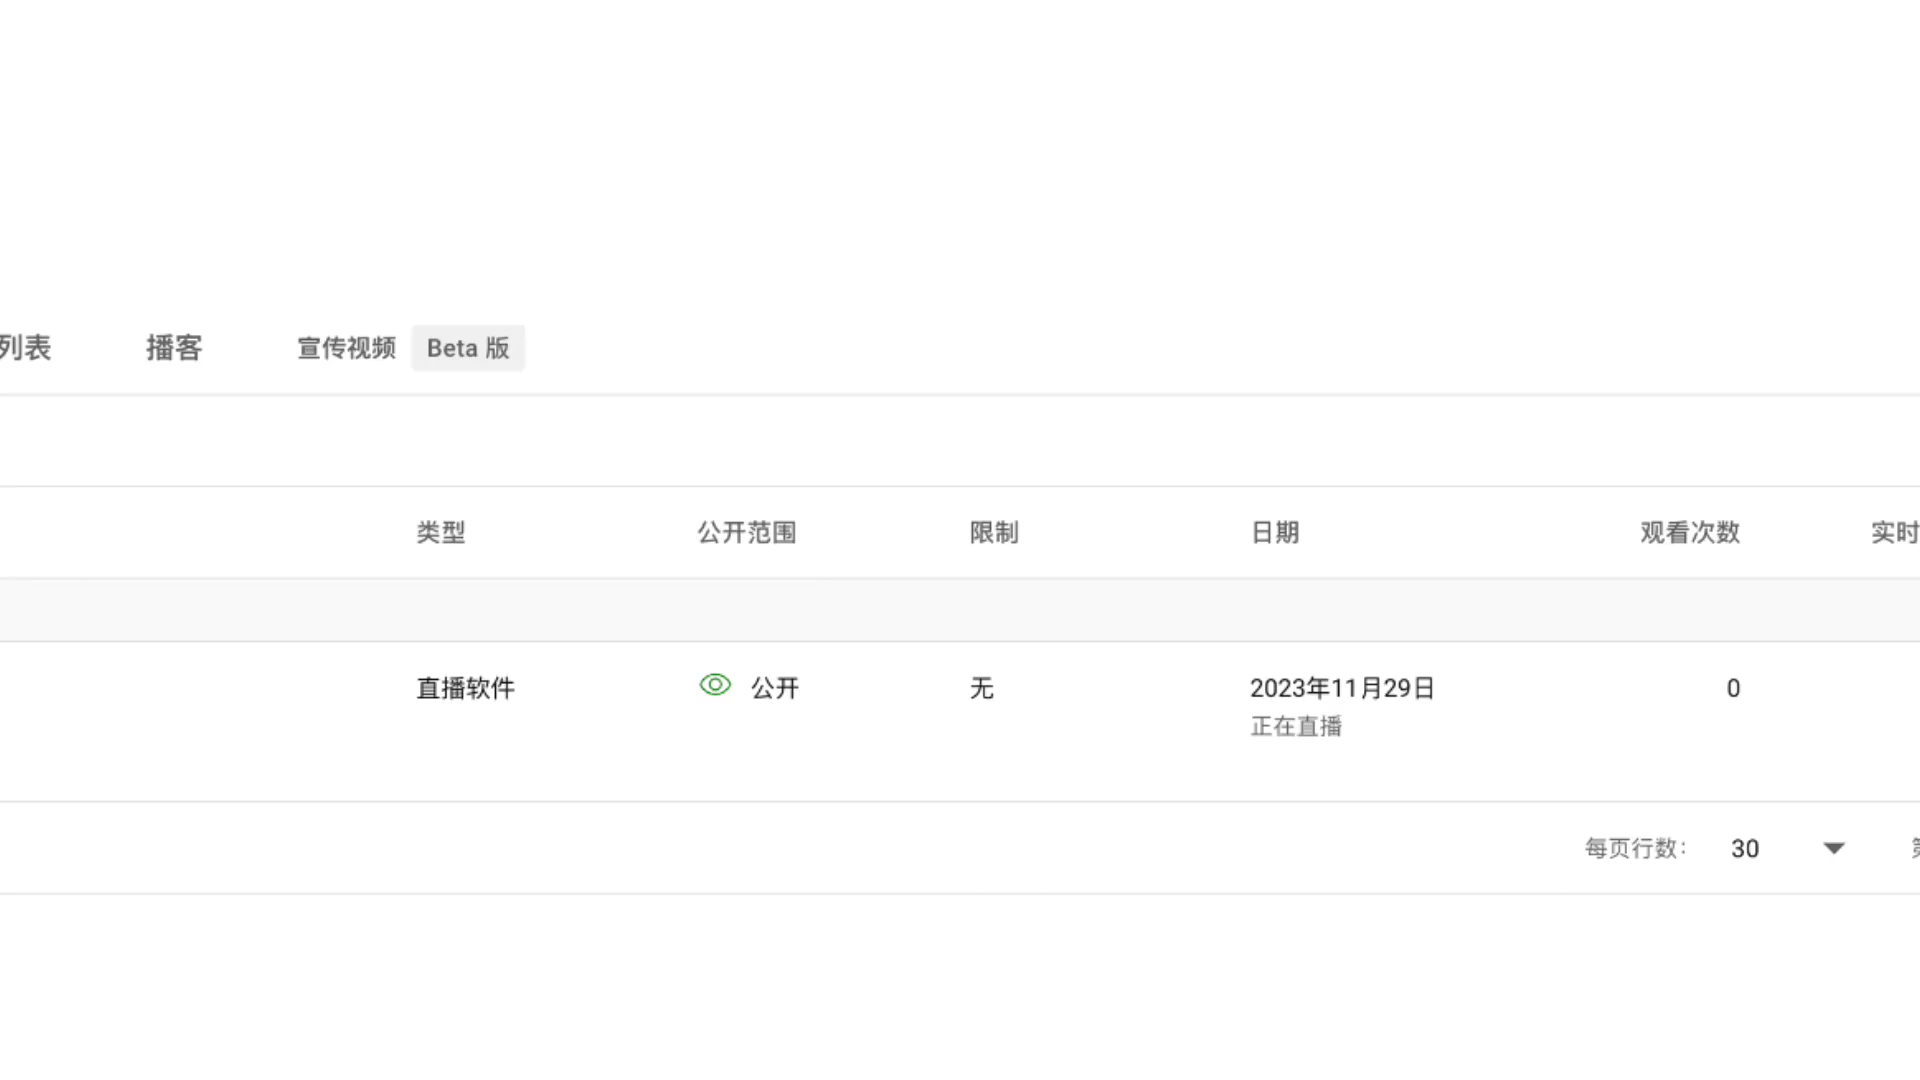 列表 播客 宣传视频 Beta 版
类型 公开范围 限制 日期 观看次数 实时
直播软件 公开 无 2023年11月29日 0
正在直播
每页行数: 30